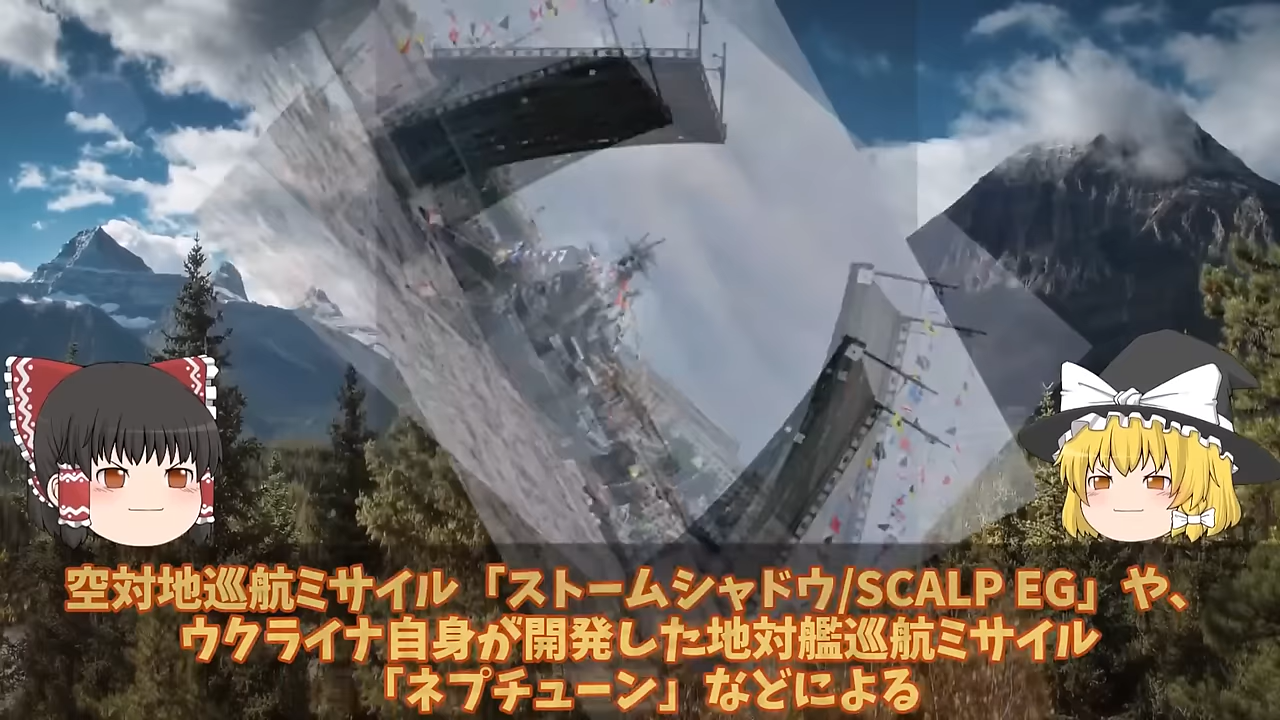 空対地巡航ミサイル「ストームシャドウ/SCALP EG」や、
ウクライナ自身が開発した地対艦巡航ミサイル
「ネプチューン」などによる